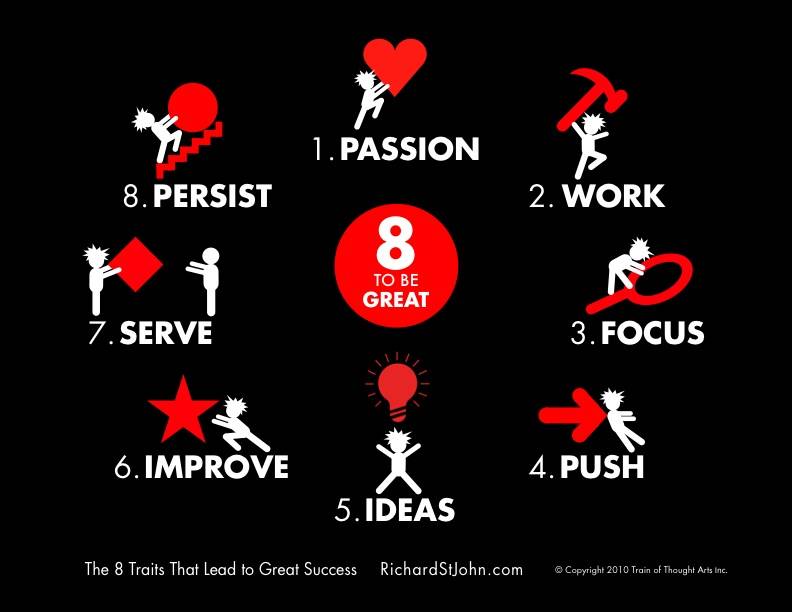 1. PASSION
2. WORK
3. FOCUS
4. PUSH
5. IDEAS
6. IMPROVE
7. SERVE
8. PERSIST
8
TO BE
GREAT
The 8 Traits That Lead to Great Success RichardStJohn.com © Copyright 2010 Train of Thought Arts Inc.